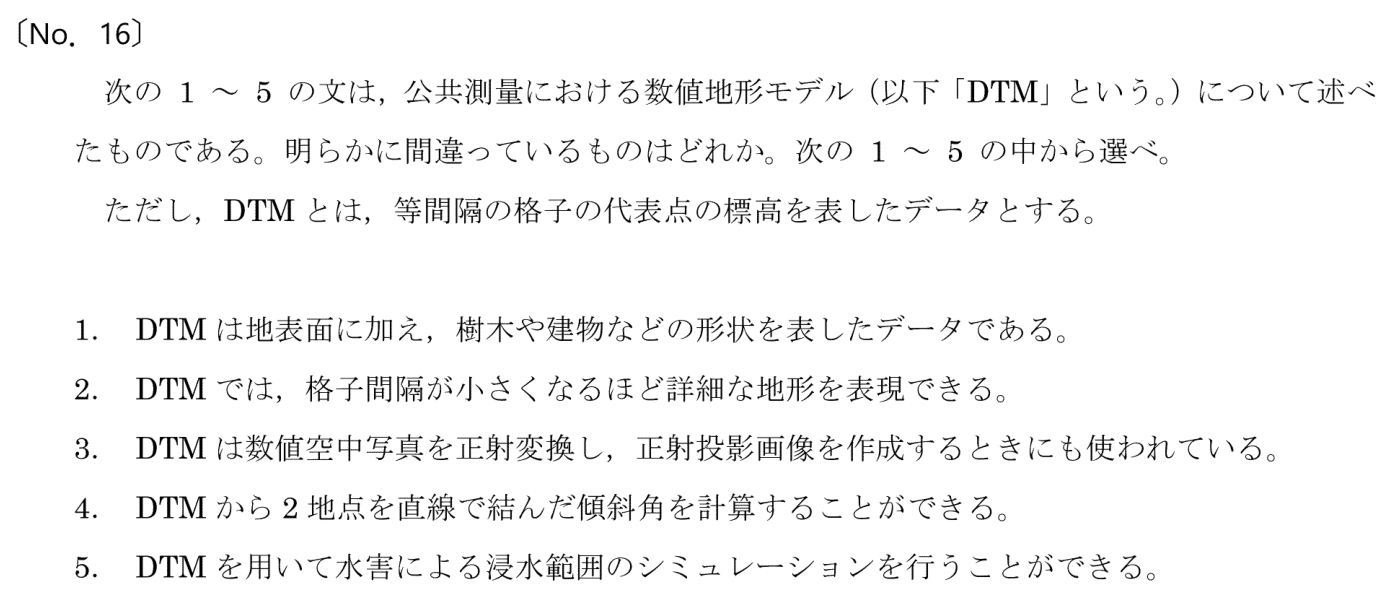 〔No. 16〕
次の 1 ～ 5 の文は，公共測量における数値地形モデル（以下「DTM」という。）について述べ
たものである。明らかに間違っているものはどれか。次の 1 ～ 5 の中から選べ。
ただし，DTM とは，等間隔の格子の代表点の標高を表したデータとする。
1. DTM は地表面に加え，樹木や建物などの形状を表したデータである。
2. DTM では，格子間隔が小さくなるほど詳細な地形を表現できる。
3. DTM は数値空中写真を正射変換し，正射投影画像を作成するときにも使われている。
4. DTM から 2 地点を直線で結んだ傾斜角を計算することができる。
5. DTM を用いて水害による浸水範囲のシミュレーションを行うことができる。